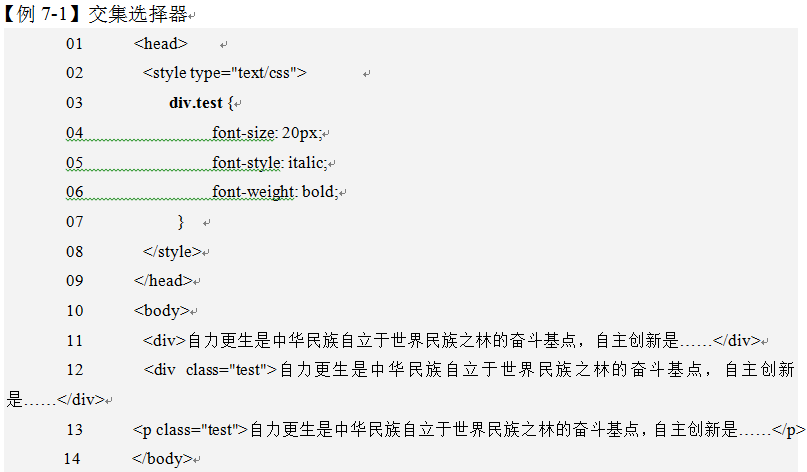 【例 7-1】交集选择器
01 <head>
02 <style type="text/css">
03 div.test {
04 font-size: 20px;
05 font-style: italic;
06 font-weight: bold;
07 }
08 </style>
09 </head>
10 <body>
11 <div>自力更生是中华民族自立于世界民族之林的奋斗基点，自主创新是……</div>
12 <div class="test">自力更生是中华民族自立于世界民族之林的奋斗基点，自主创新
是……</div>
13 <p class="test">自力更生是中华民族自立于世界民族之林的奋斗基点，自主创新是……</p>
14 </body>